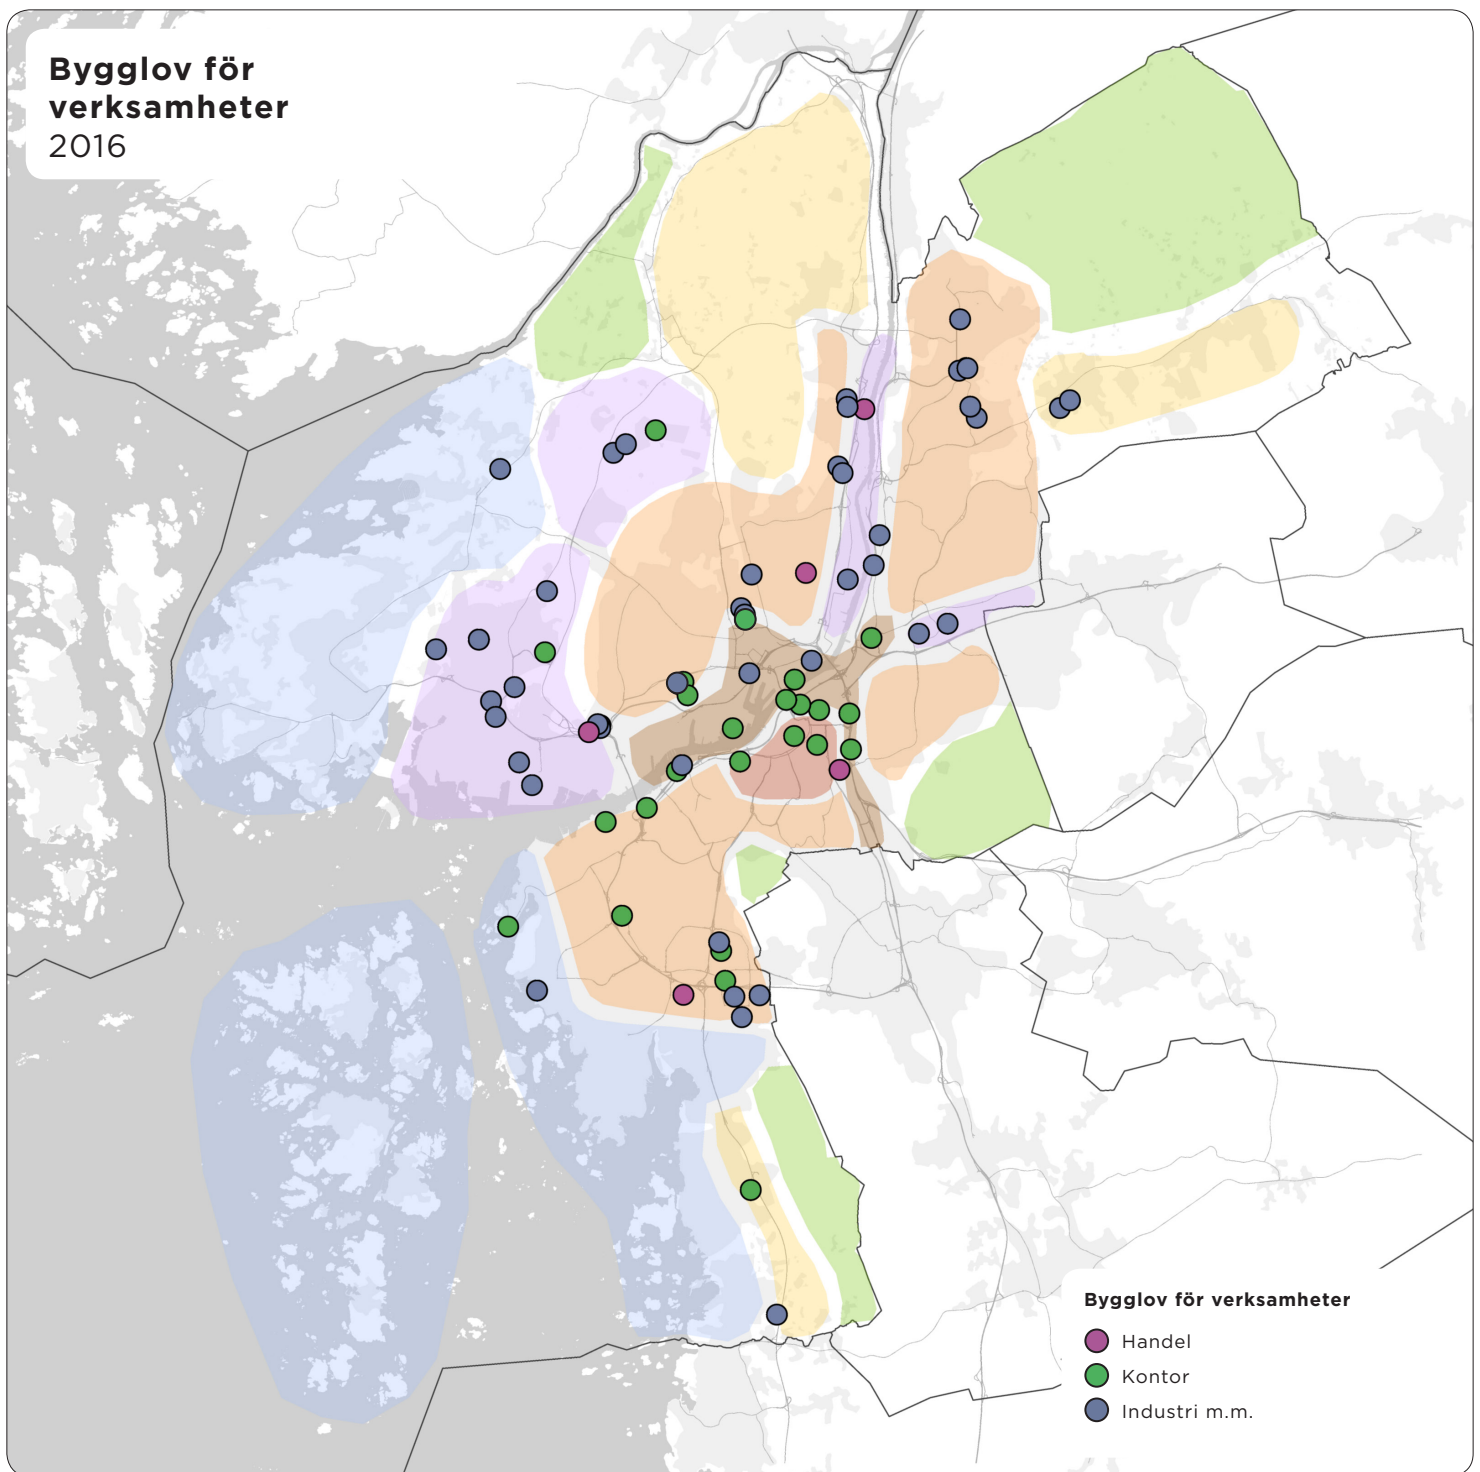 Bygglov för
verksamheter
2016
Bygglov för verksamheter
Handel
Kontor
Industri m.m.